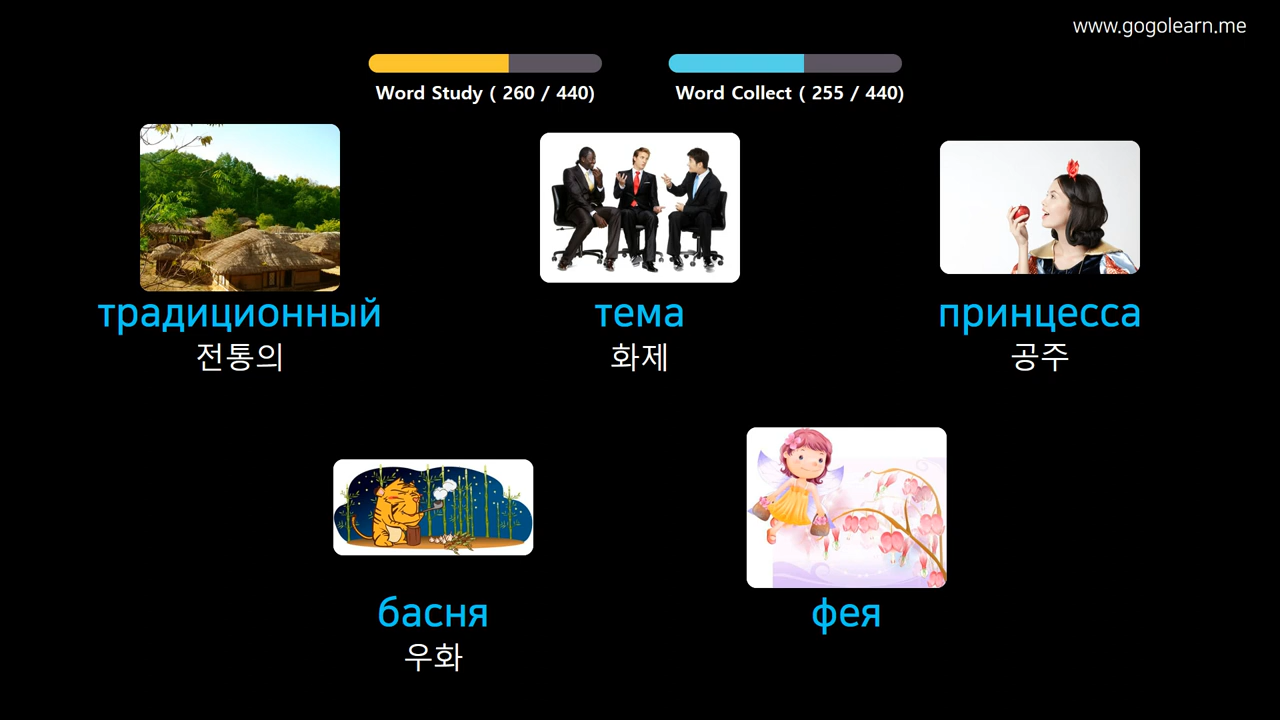 www.gogolearn.me
Word Study ( 260 / 440)
Word Collect ( 255 / 440)
традиционный
전통의
тема
화제
принцесса
공주
басня
우화
фея